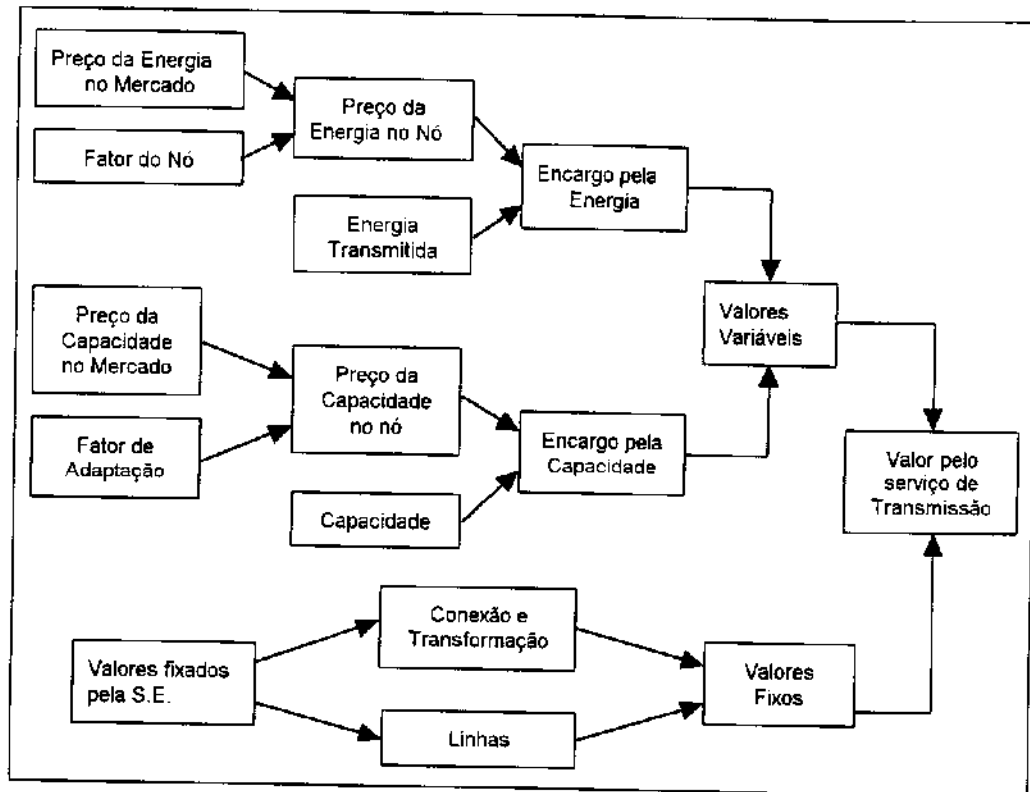 Preço da Energia
no Mercado
Fator do Nó
Preço da
Energia no Nó
Energia
Transmitida
Encargo pela
Energia
Preço da
Capacidade
no Mercado
Fator de
Adaptação
Preço da
Capacidade
no nó
Capacidade
Encargo pela
Capacidade
Valores
Variáveis
Valor pelo
serviço de
Transmissão
Valores fixados
pela S.E.
Conexão e
Transformação
Linhas
Valores
Fixos